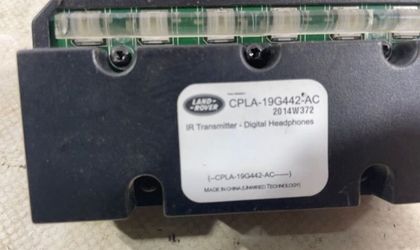 LAND-
ROVER
CPLA-19G442-AC
2014W372
IR Transmitter - Digital Headphones
(--CPLA-19G442-AC------)
MADE IN CHINA (UNWIRED TECHNOLOGY)